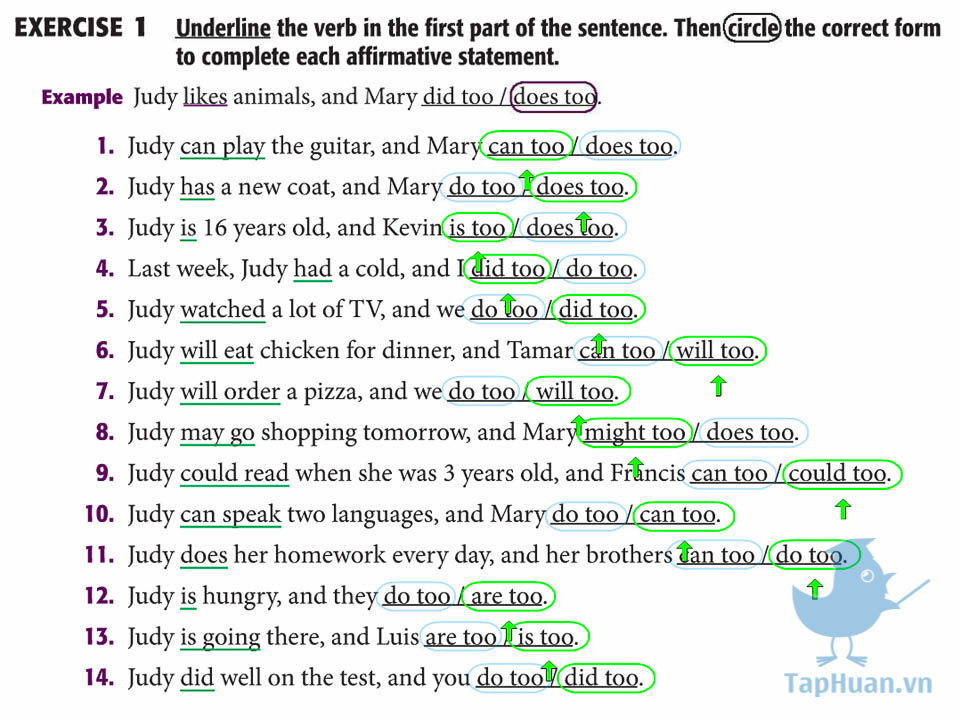 EXERCISE 1 Underline the verb in the first part of the sentence. Then circle the correct form
to complete each affirmative statement.
Example Judy likes animals, and Mary did too / does too.
1. Judy can play the guitar, and Mary can too / does too.
2. Judy has a new coat, and Mary do too / does too.
3. Judy is 16 years old, and Kevin is too / does too.
4. Last week, Judy had a cold, and I did too / do too.
5. Judy watched a lot of TV, and we do too / did too.
6. Judy will eat chicken for dinner, and Tamar can too / will too.
7. Judy will order a pizza, and we do too / will too.
8. Judy may go shopping tomorrow, and Mary might too / does too.
9. Judy could read when she was 3 years old, and Francis can too / could too.
10. Judy can speak two languages, and Mary do too / can too.
11. Judy does her homework every day, and her brothers can too / do too.
12. Judy is hungry, and they do too / are too.
13. Judy is going there, and Luis are too / is too.
14. Judy did well on the test, and you do too / did too.
TapHuan.vn